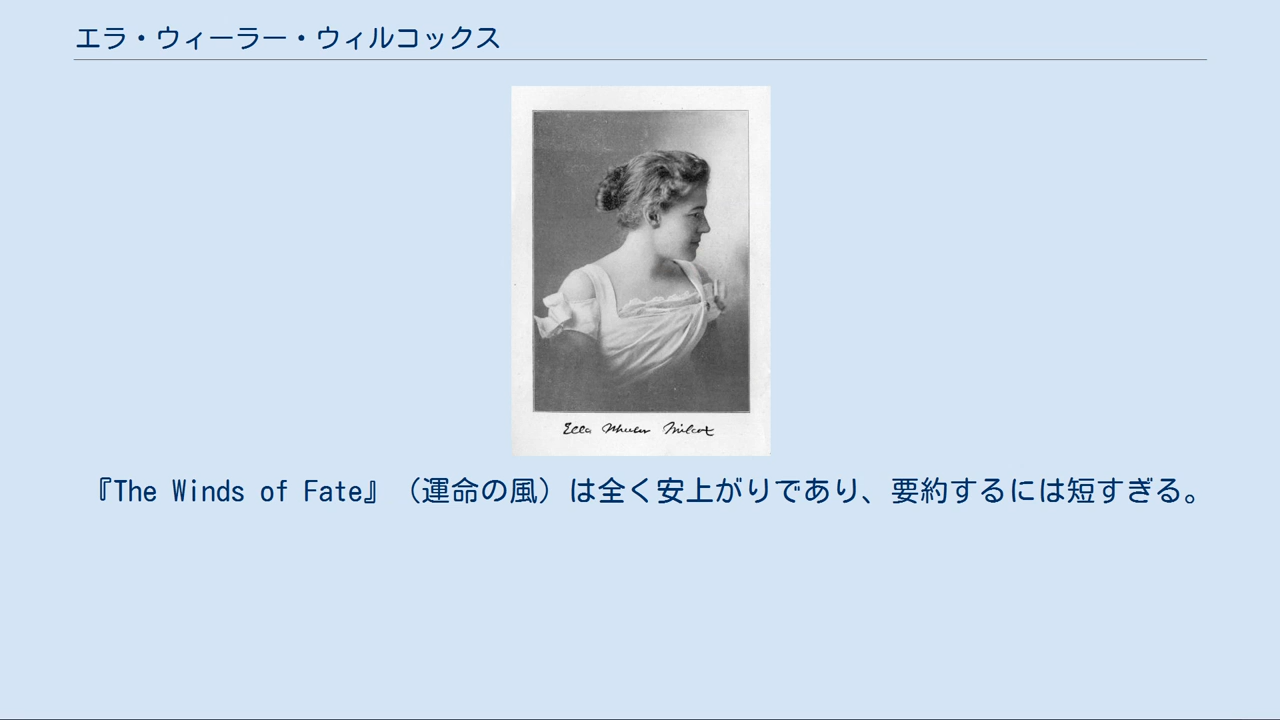 エラ・ウィーラー・ウィルコックス
Ella Wheeler Wilcox
『The Winds of Fate』（運命の風）は全く安上がりであり、要約するには短すぎる。